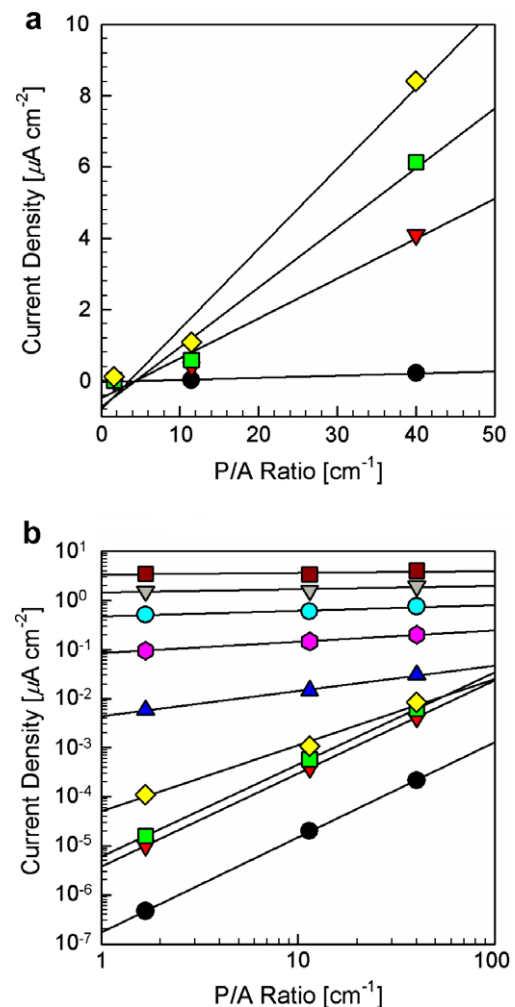 a
Current Density [μA cm-2]
10
8
6
4
2
0
0 10 20 30 40 50
P/A Ratio [cm-1]
b
Current Density [μA cm-2]
101
100
10-1
10-2
10-3
10-4
10-5
10-6
10-7
1 10 100
P/A Ratio [cm-1]